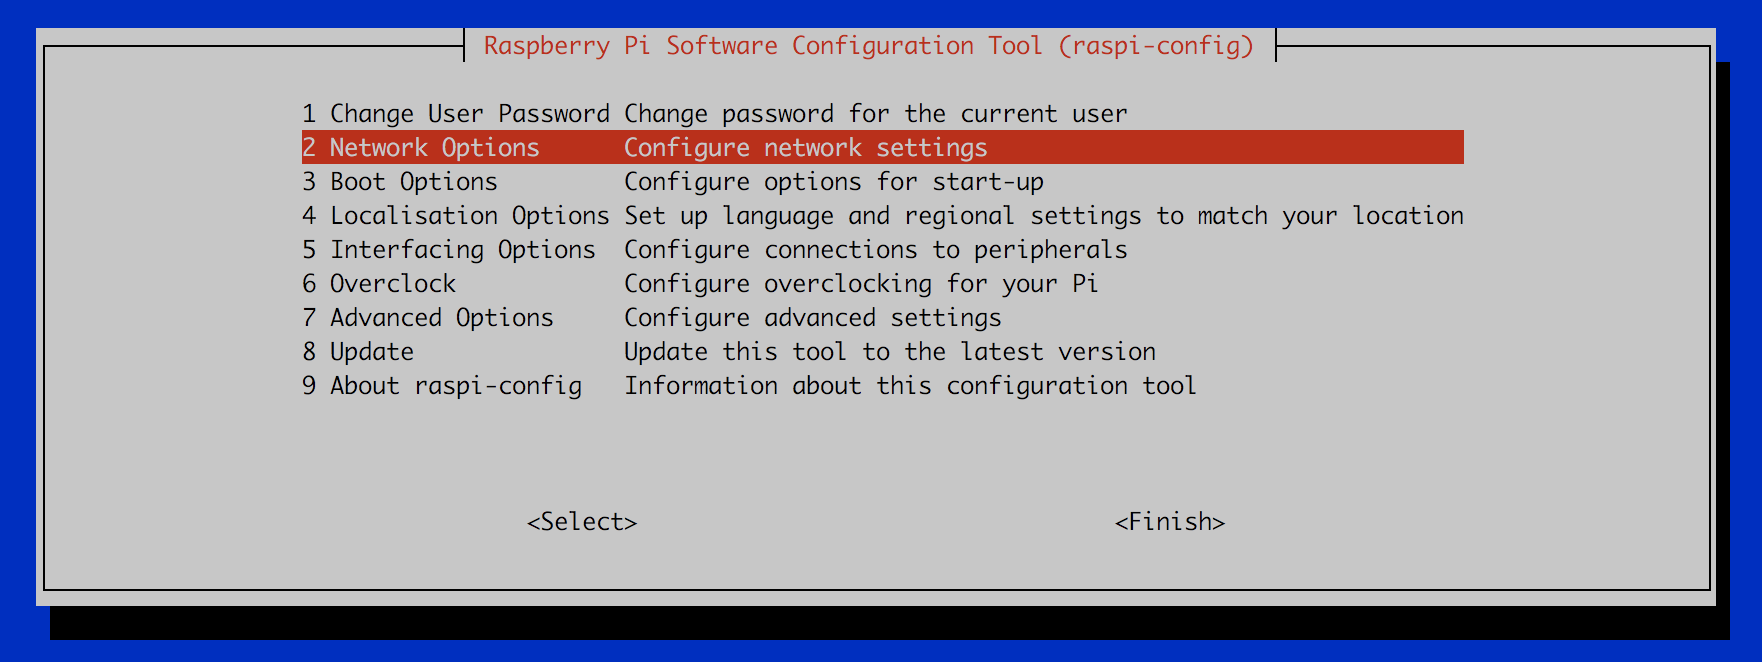 Raspberry Pi Software Configuration Tool (raspi-config)
1 Change User Password Change password for the current user
2 Network Options Configure network settings
3 Boot Options Configure options for start-up
4 Localisation Options Set up language and regional settings to match your location
5 Interfacing Options Configure connections to peripherals
6 Overclock Configure overclocking for your Pi
7 Advanced Options Configure advanced settings
8 Update Update this tool to the latest version
9 About raspi-config Information about this configuration tool
<Select> <Finish>